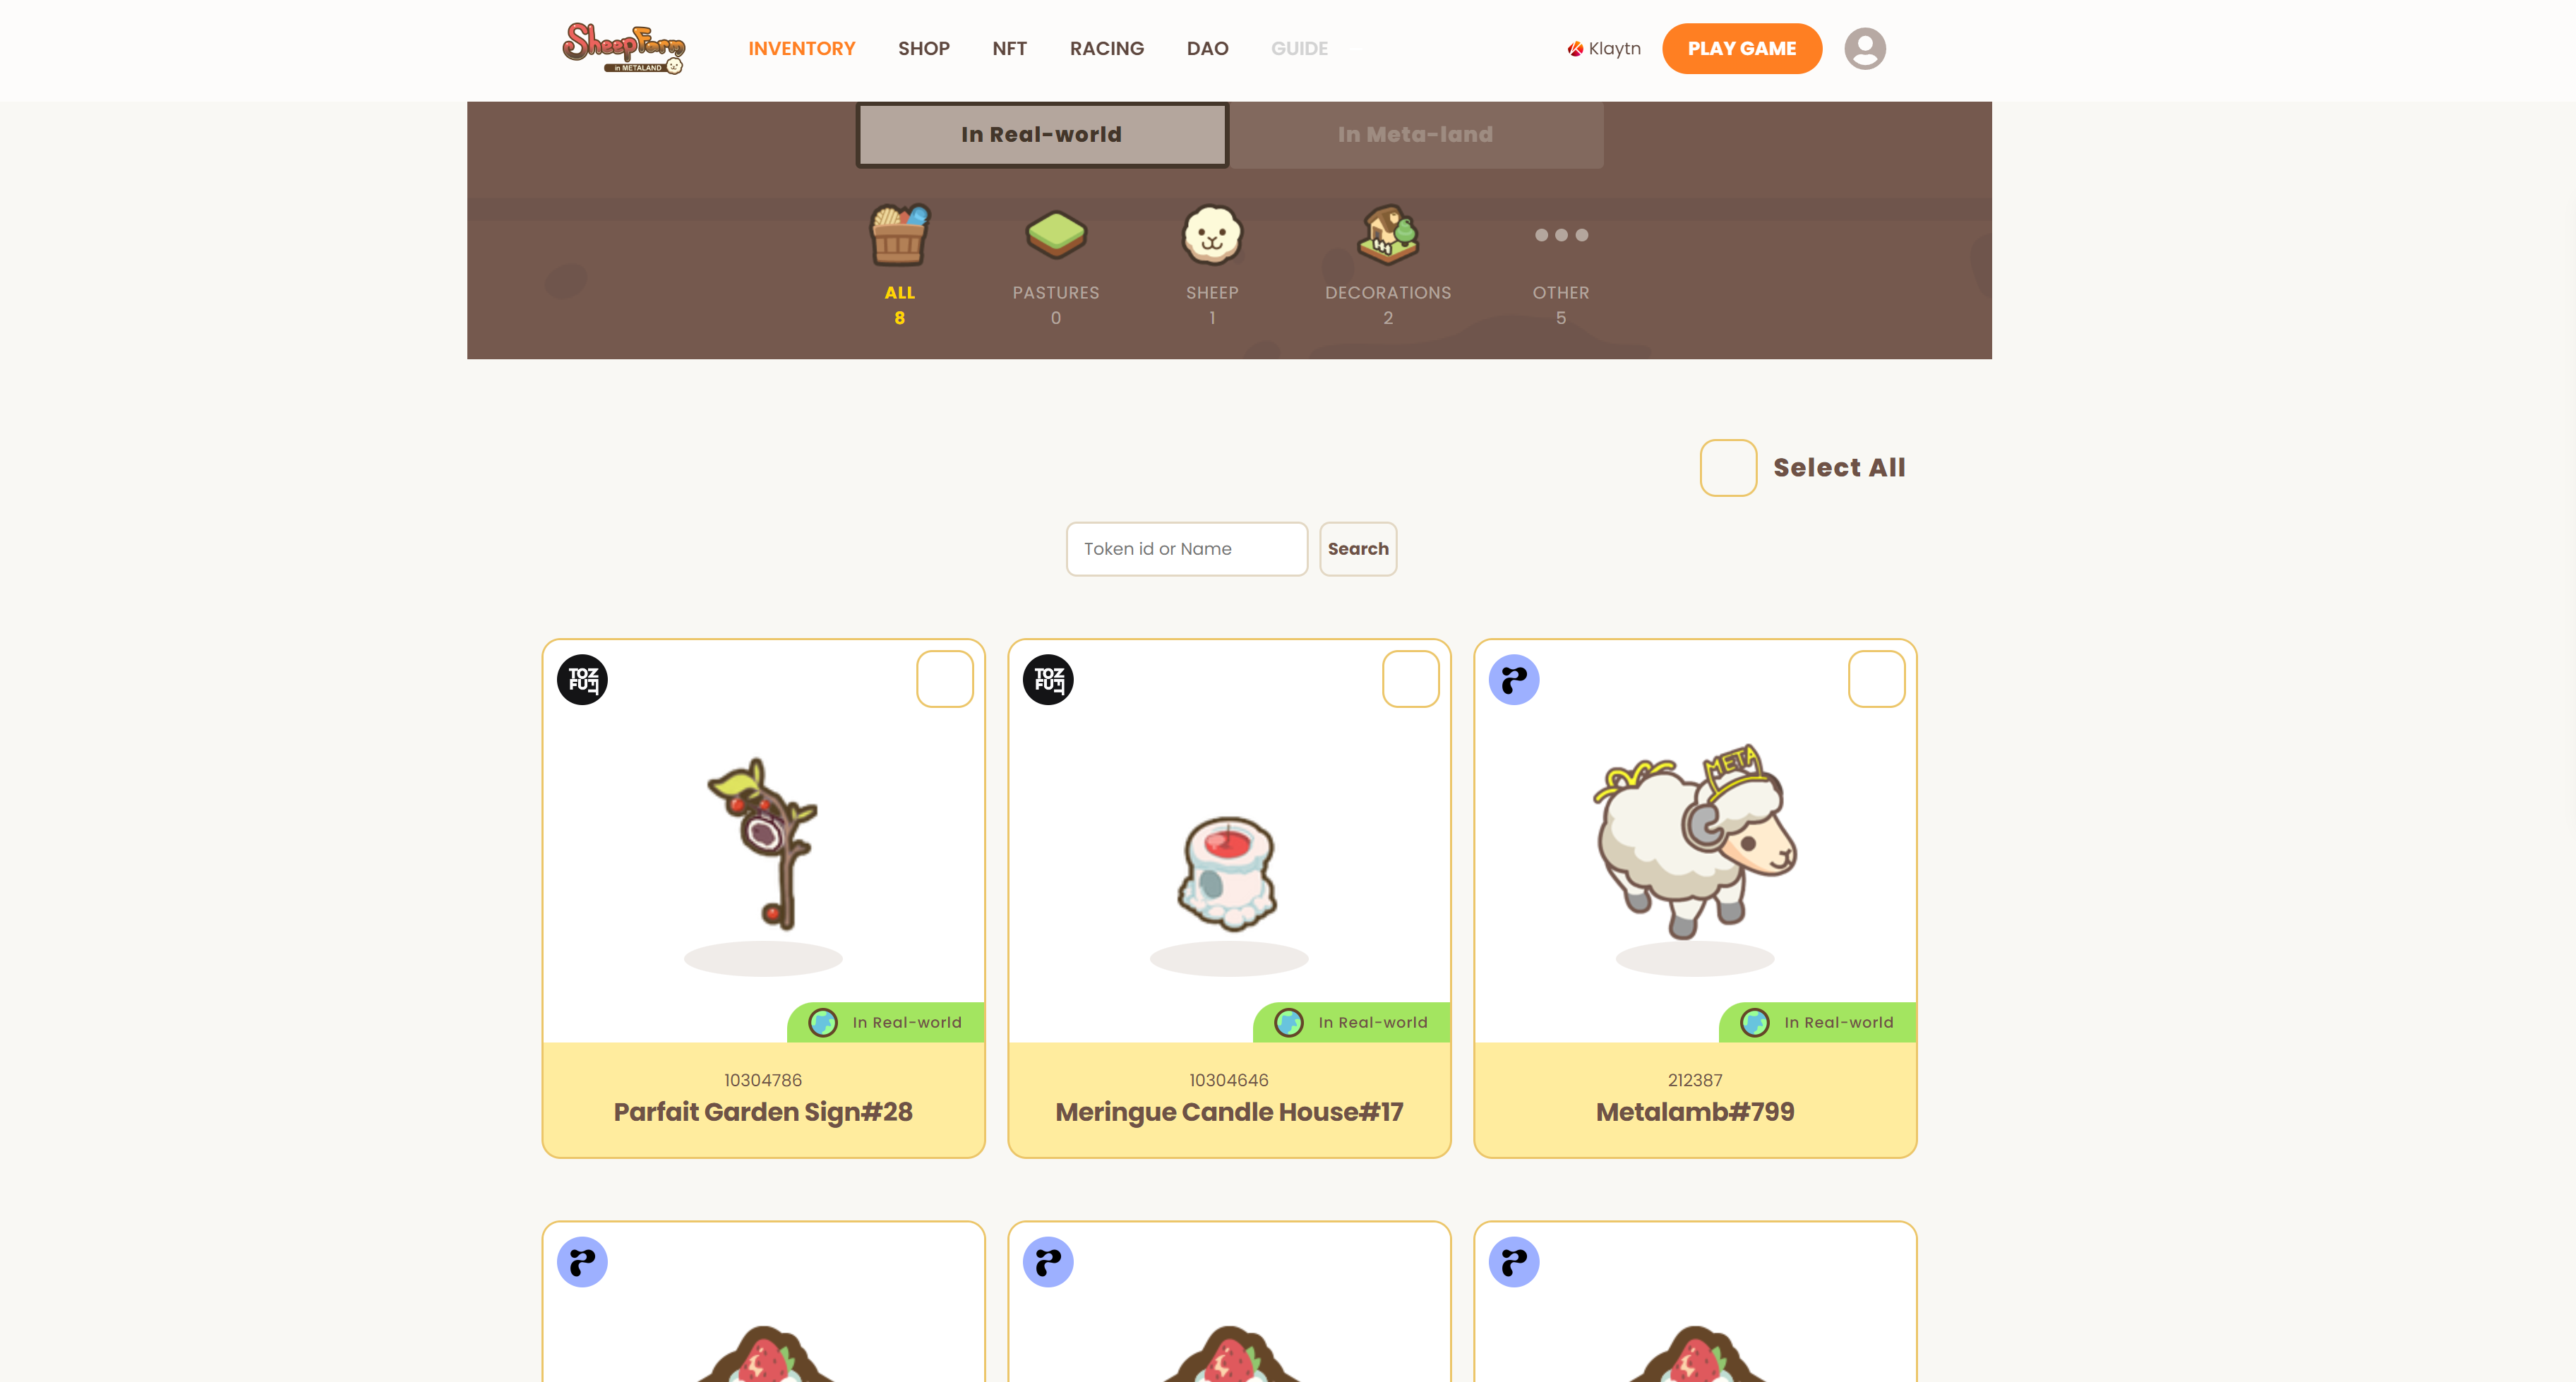 SheepFarm
in METALAND
INVENTORY SHOP NFT RACING DAO GUIDE
Klaytn
PLAY GAME
In Real-world
In Meta-land
ALL PASTURES SHEEP DECORATIONS OTHER
8 0 1 2 5
Select All
Token id or Name
Search
TOZ
FUFT
TOZ
FUFT
META
In Real-world
In Real-world
In Real-world
10304786
Parfait Garden Sign#28
10304646
Meringue Candle House#17
212387
Metalamb#799